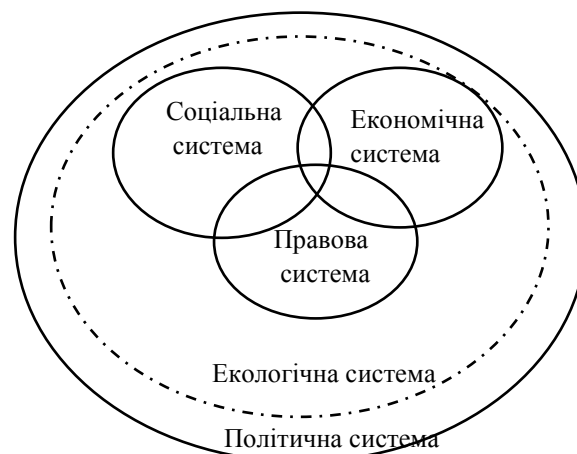 Соціальна
система
Економічна
система
Правова
система
Екологічна система
Політична система